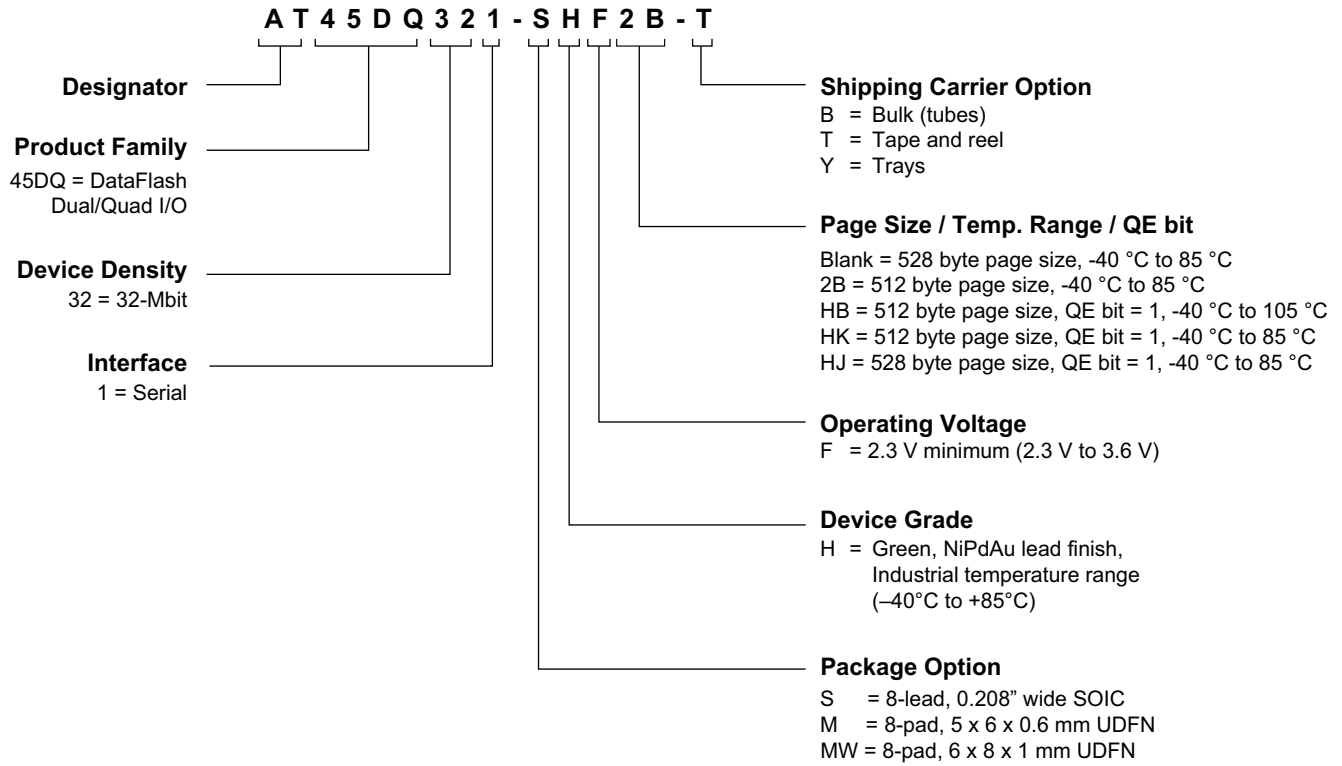 A T 4 5 D Q 3 2 1 - S H F 2 B - T
Designator
Product Family
45DQ = DataFlash
Dual/Quad I/O
Device Density
32 = 32-Mbit
Interface
1 = Serial
Shipping Carrier Option
B = Bulk (tubes)
T = Tape and reel
Y = Trays
Page Size / Temp. Range / QE bit
Blank = 528 byte page size, -40 °C to 85 °C
2B = 512 byte page size, -40 °C to 85 °C
HB = 512 byte page size, QE bit = 1, -40 °C to 105 °C
HK = 512 byte page size, QE bit = 1, -40 °C to 85 °C
HJ = 528 byte page size, QE bit = 1, -40 °C to 85 °C
Operating Voltage
F = 2.3 V minimum (2.3 V to 3.6 V)
Device Grade
H = Green, NiPdAu lead finish,
Industrial temperature range
(–40°C to +85°C)
Package Option
S = 8-lead, 0.208” wide SOIC
M = 8-pad, 5 x 6 x 0.6 mm UDFN
MW = 8-pad, 6 x 8 x 1 mm UDFN